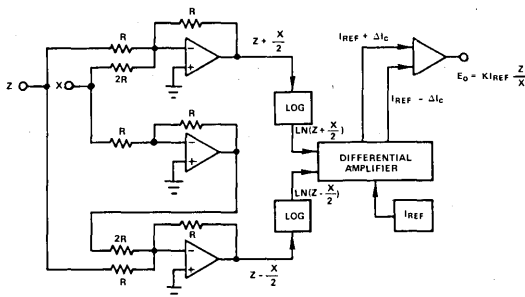 R
Z + X/2
I_REF + ΔI_C
R
Z
X
2R
E_O = KI_REF Z/X
LOG
I_REF − ΔI_C
R
R
LN(Z + X/2)
DIFFERENTIAL
AMPLIFIER
LN(Z − X/2)
R
LOG
I_REF
2R
R
Z − X/2